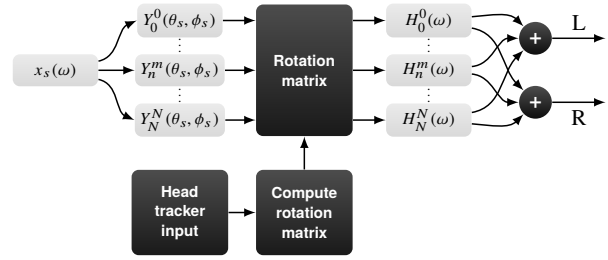 x_s(ω)
Y_0^0(θ_s, ϕ_s)
⋮
Y_n^m(θ_s, ϕ_s)
⋮
Y_N^N(θ_s, ϕ_s)
Rotation
matrix
H_0^0(ω)
⋮
H_n^m(ω)
⋮
H_N^N(ω)
+
L
+
R
Head
tracker
input
Compute
rotation
matrix